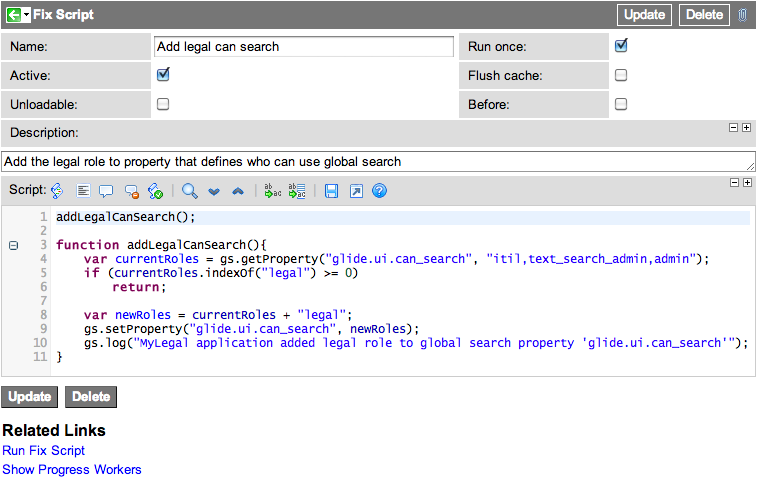 Fix Script Update Delete
Name: Add legal can search Run once:
Active: Flush cache:
Unloadable: Before:
Description:
Add the legal role to property that defines who can use global search
Script:
1 addLegalCanSearch();
2
3 function addLegalCanSearch(){
4 var currentRoles = gs.getProperty("glide.ui.can_search", "itil,text_search_admin,admin");
5 if (currentRoles.indexOf("legal") >= 0)
6 return;
7
8 var newRoles = currentRoles + "legal";
9 gs.setProperty("glide.ui.can_search", newRoles);
10 gs.log("MyLegal application added legal role to global search property 'glide.ui.can_search'");
11 }
Update Delete
Related Links
Run Fix Script
Show Progress Workers